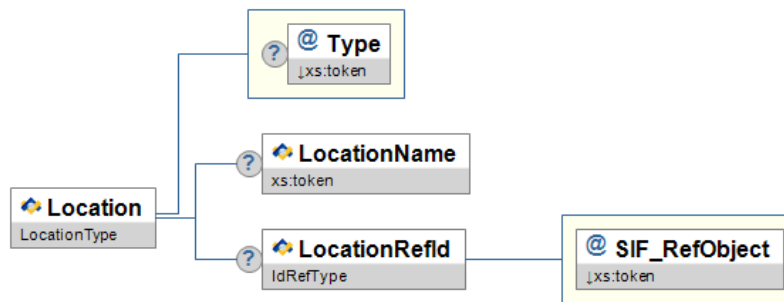 ? @ Type
↓xs:token
? LocationName
xs:token
Location
LocationType
? LocationRefId
IdRefType
@ SIF_RefObject
↓xs:token